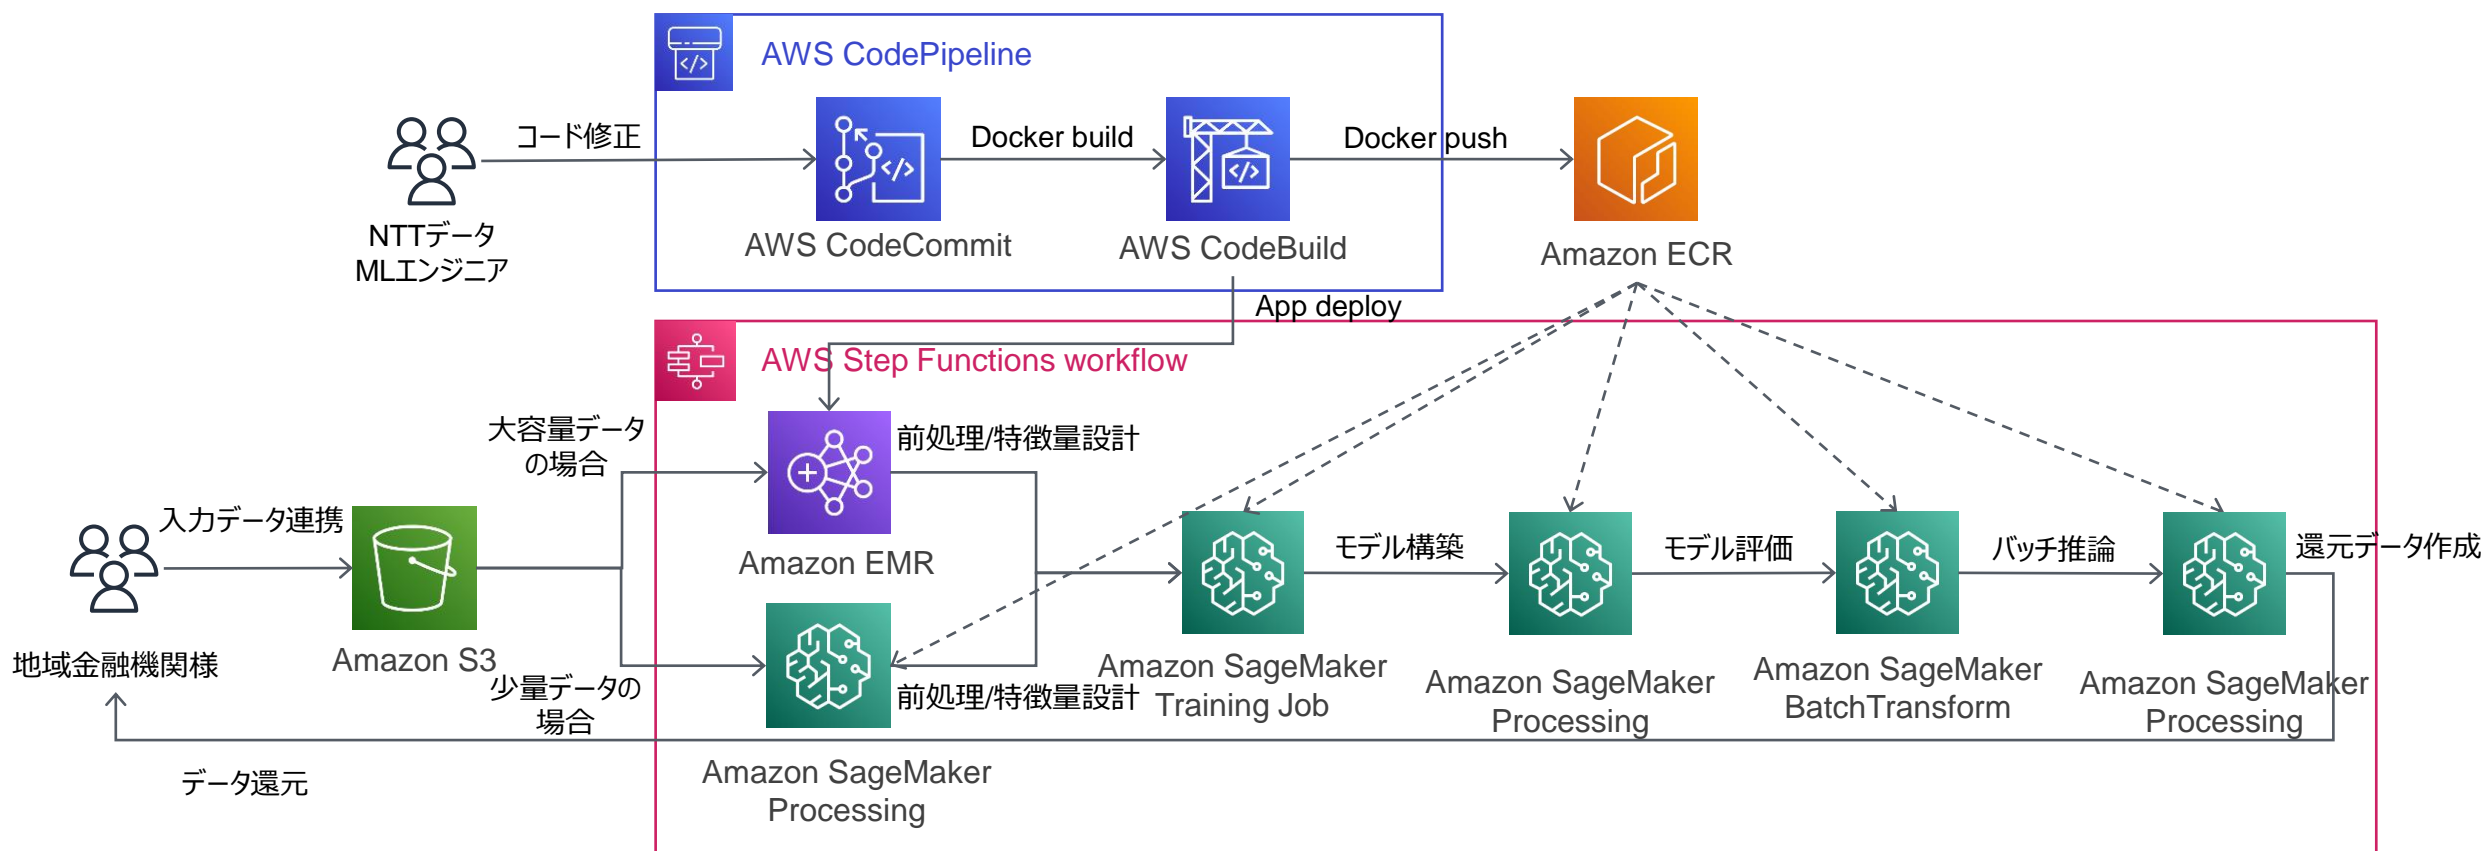 AWS CodePipeline
コード修正
Docker build
Docker push
NTTデータ
MLエンジニア
AWS CodeCommit
AWS CodeBuild
Amazon ECR
App deploy
AWS Step Functions workflow
大容量データ
の場合
前処理/特徴量設計
入力データ連携
Amazon EMR
モデル構築
モデル評価
バッチ推論
還元データ作成
地域金融機関様
Amazon S3
少量データの
場合
前処理/特徴量設計
Amazon SageMaker
Training Job
Amazon SageMaker
Processing
Amazon SageMaker
BatchTransform
Amazon SageMaker
Processing
データ還元
Amazon SageMaker
Processing